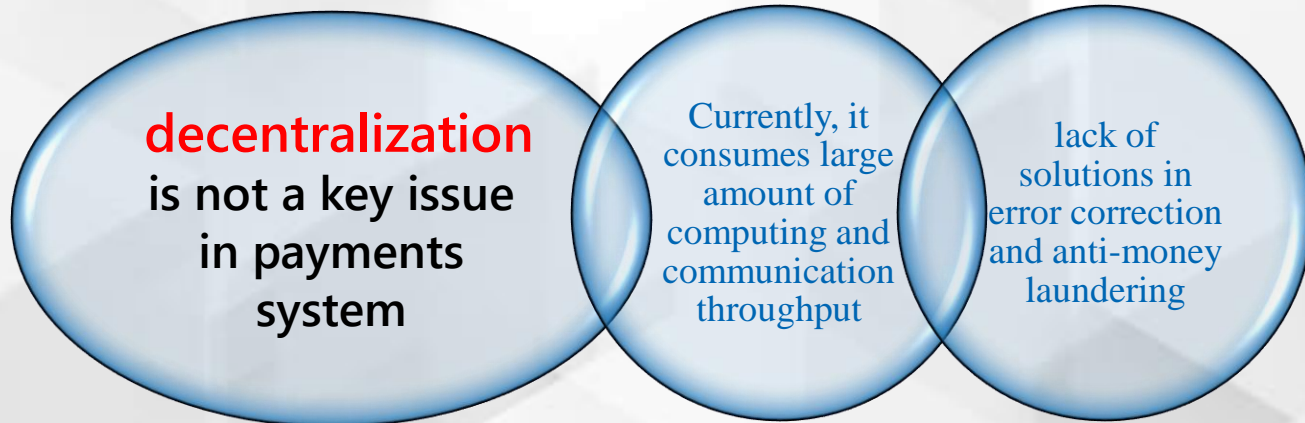 decentralization
is not a key issue
in payments
system
Currently, it
consumes large
amount of
computing and
communication
throughput
lack of
solutions in
error correction
and anti-money
laundering